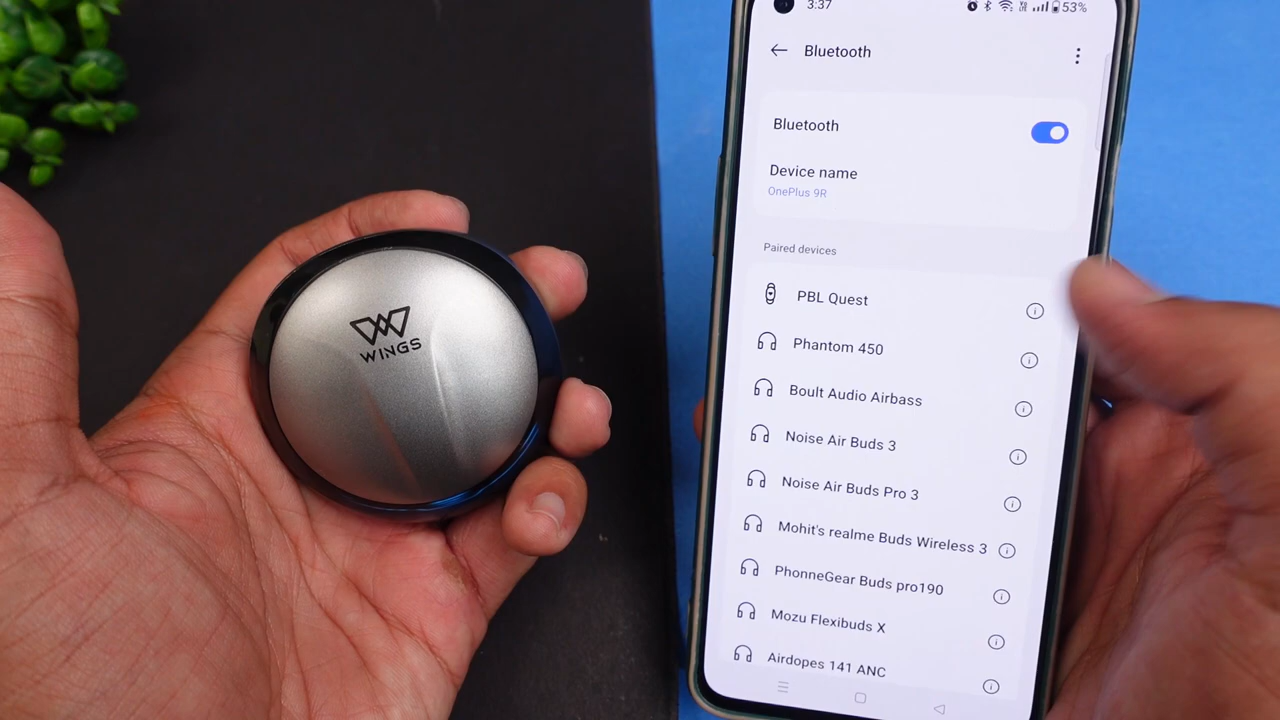 WINGS
3:37
53%
Bluetooth
Bluetooth
Device name
OnePlus 9R
Paired devices
PBL Quest
Phantom 450
Boult Audio Airbass
Noise Air Buds 3
Noise Air Buds Pro 3
Mohit's realme Buds Wireless 3
PhonneGear Buds pro190
Mozu Flexibuds X
Airdopes 141 ANC